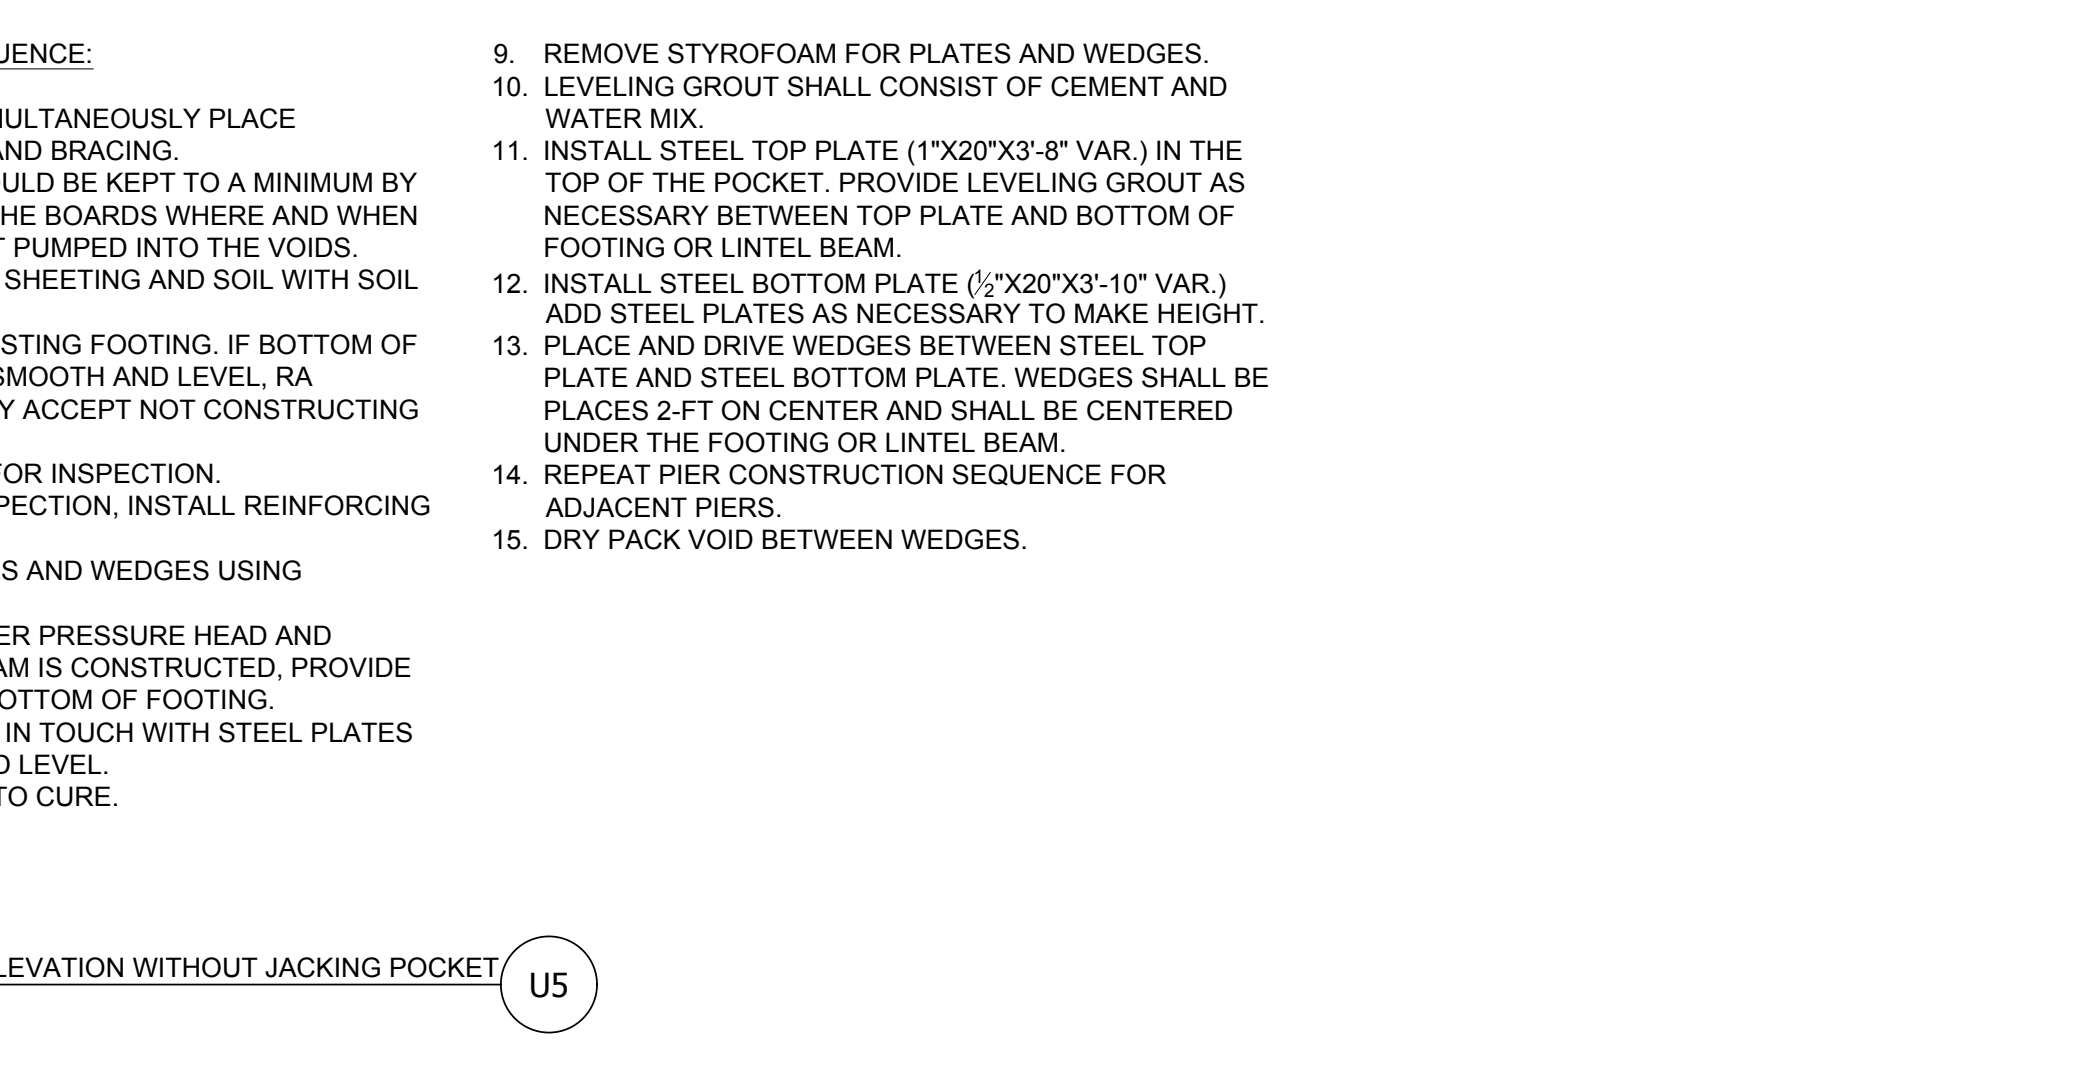 UENCE:
ULTANEOUSLY PLACE
AND BRACING.
OULD BE KEPT TO A MINIMUM BY
HE BOARDS WHERE AND WHEN
T PUMPED INTO THE VOIDS.
SHEETING AND SOIL WITH SOIL
STING FOOTING. IF BOTTOM OF
SMOOTH AND LEVEL, RA
Y ACCEPT NOT CONSTRUCTING
FOR INSPECTION.
PECTION, INSTALL REINFORCING
S AND WEDGES USING
ER PRESSURE HEAD AND
AM IS CONSTRUCTED, PROVIDE
OTTOM OF FOOTING.
IN TOUCH WITH STEEL PLATES
D LEVEL.
TO CURE.
9. REMOVE STYROFOAM FOR PLATES AND WEDGES.
10. LEVELING GROUT SHALL CONSIST OF CEMENT AND
WATER MIX.
11. INSTALL STEEL TOP PLATE (1"X20"X3'-8" VAR.) IN THE
TOP OF THE POCKET. PROVIDE LEVELING GROUT AS
NECESSARY BETWEEN TOP PLATE AND BOTTOM OF
FOOTING OR LINTEL BEAM.
12. INSTALL STEEL BOTTOM PLATE (½"X20"X3'-10" VAR.)
ADD STEEL PLATES AS NECESSARY TO MAKE HEIGHT.
13. PLACE AND DRIVE WEDGES BETWEEN STEEL TOP
PLATE AND STEEL BOTTOM PLATE. WEDGES SHALL BE
PLACES 2-FT ON CENTER AND SHALL BE CENTERED
UNDER THE FOOTING OR LINTEL BEAM.
14. REPEAT PIER CONSTRUCTION SEQUENCE FOR
ADJACENT PIERS.
15. DRY PACK VOID BETWEEN WEDGES.
LEVATION WITHOUT JACKING POCKET
U5